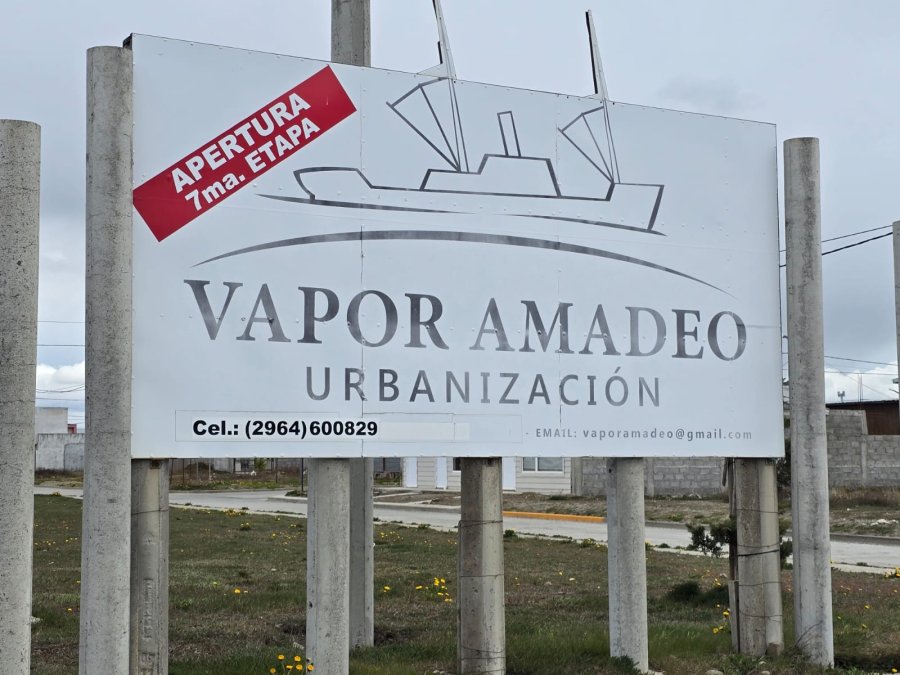 APERTURA
7ma. ETAPA
VAPOR AMADEO
URBANIZACIÓN
Cel.: (2964)600829
- EMAIL: vaporamadeo@gmail.com